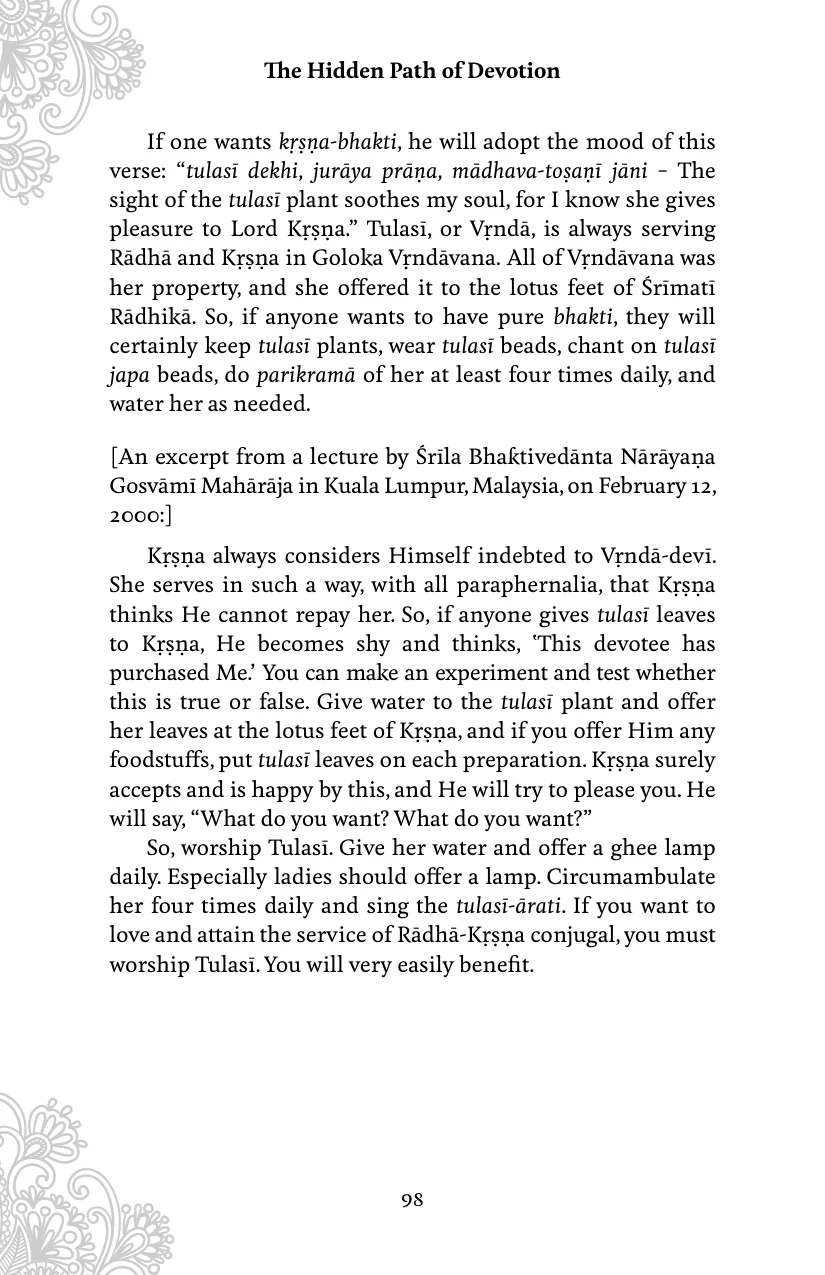 The Hidden Path of Devotion
If one wants kṛṣṇa-bhakti, he will adopt the mood of this
verse: “tulasī dekhi, jurāya prāṇa, mādhava-toṣaṇī jāni – The
sight of the tulasī plant soothes my soul, for I know she gives
pleasure to Lord Kṛṣṇa.” Tulasī, or Vṛndā, is always serving
Rādhā and Kṛṣṇa in Goloka Vṛndāvana. All of Vṛndāvana was
her property, and she offered it to the lotus feet of Śrīmatī
Rādhikā. So, if anyone wants to have pure bhakti, they will
certainly keep tulasī plants, wear tulasī beads, chant on tulasī
japa beads, do parikramā of her at least four times daily, and
water her as needed.
[An excerpt from a lecture by Śrīla Bhaktivedānta Nārāyaṇa
Gosvāmī Mahārāja in Kuala Lumpur, Malaysia, on February 12,
2000:]
Kṛṣṇa always considers Himself indebted to Vṛndā-devī.
She serves in such a way, with all paraphernalia, that Kṛṣṇa
thinks He cannot repay her. So, if anyone gives tulasī leaves
to Kṛṣṇa, He becomes shy and thinks, ‘This devotee has
purchased Me.’ You can make an experiment and test whether
this is true or false. Give water to the tulasī plant and offer
her leaves at the lotus feet of Kṛṣṇa, and if you offer Him any
foodstuffs, put tulasī leaves on each preparation. Kṛṣṇa surely
accepts and is happy by this, and He will try to please you. He
will say, “What do you want? What do you want?”
So, worship Tulasī. Give her water and offer a ghee lamp
daily. Especially ladies should offer a lamp. Circumambulate
her four times daily and sing the tulasī-ārati. If you want to
love and attain the service of Rādhā-Kṛṣṇa conjugal, you must
worship Tulasī. You will very easily benefit.
98